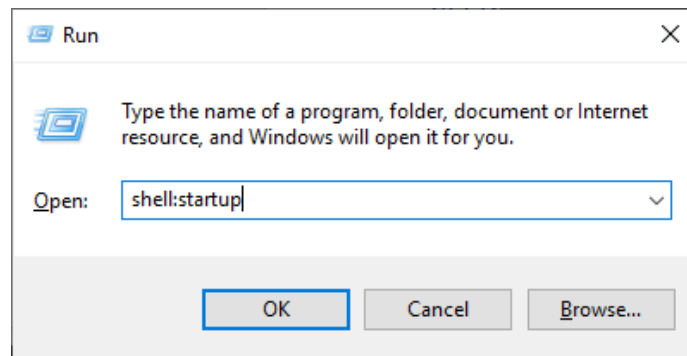 Run
Type the name of a program, folder, document or Internet
resource, and Windows will open it for you.
Open: shell:startup
OK Cancel Browse...